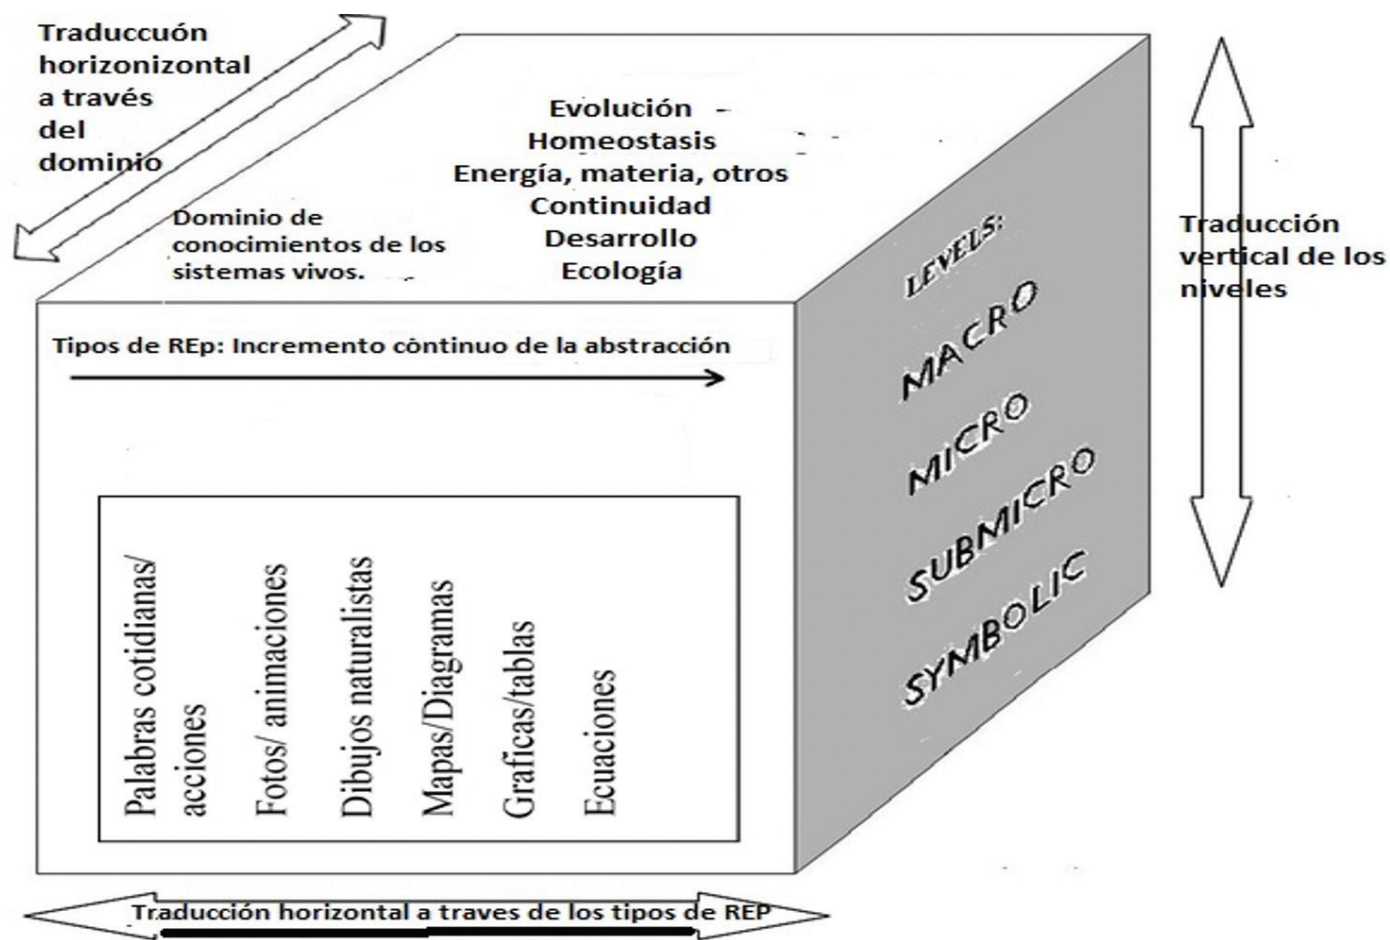 Traduccuón
horizonizontal
a través
del
dominio
Evolución
Homeostasis
Energía, materia, otros
Continuidad
Desarrollo
Ecología
Dominio de
conocimientos de los
sistemas vivos.
Traducción
vertical de los
niveles
LEVELS:
MACRO
MICRO
SUBMICRO
SYMBOLIC
Tipos de REp: Incremento continuo de la abstracción
Palabras cotidianas/
acciones
Fotos/ animaciones
Dibujos naturalistas
Mapas/Diagramas
Graficas/tablas
Ecuaciones
Traducción horizontal a traves de los tipos de REP